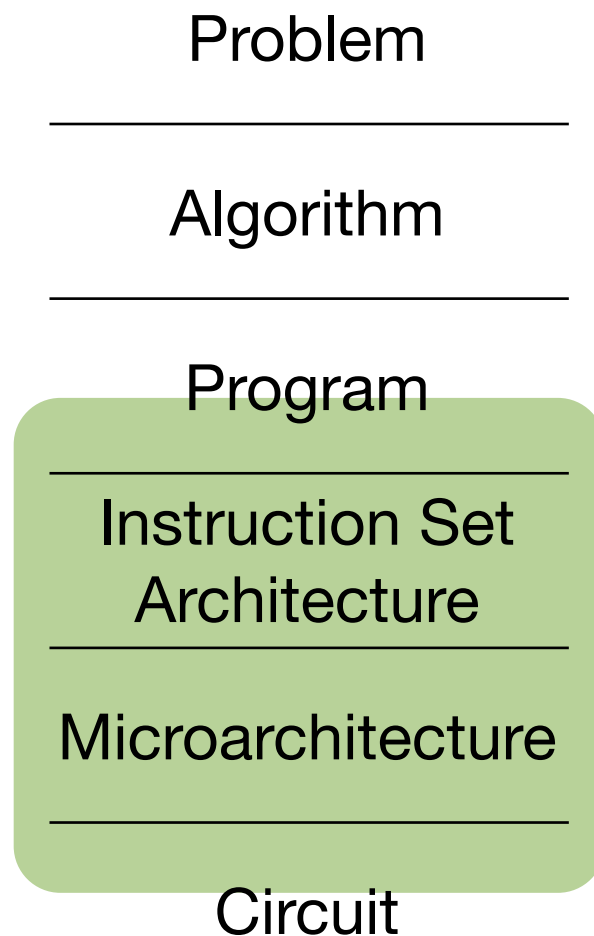 Problem
Algorithm
Program
Instruction Set
Architecture
Microarchitecture
Circuit